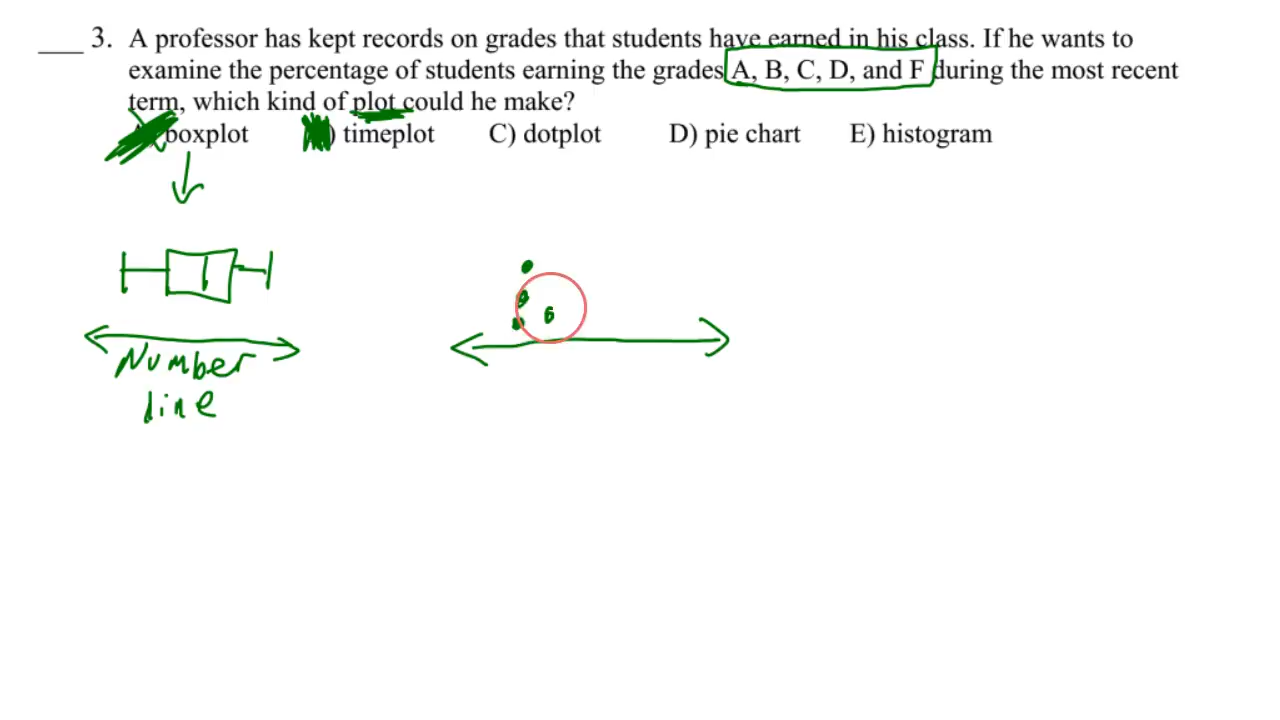 ___ 3. A professor has kept records on grades that students have earned in his class. If he wants to
examine the percentage of students earning the grades A, B, C, D, and F during the most recent
term, which kind of plot could he make?
boxplot ) timeplot C) dotplot D) pie chart E) histogram
Number
line